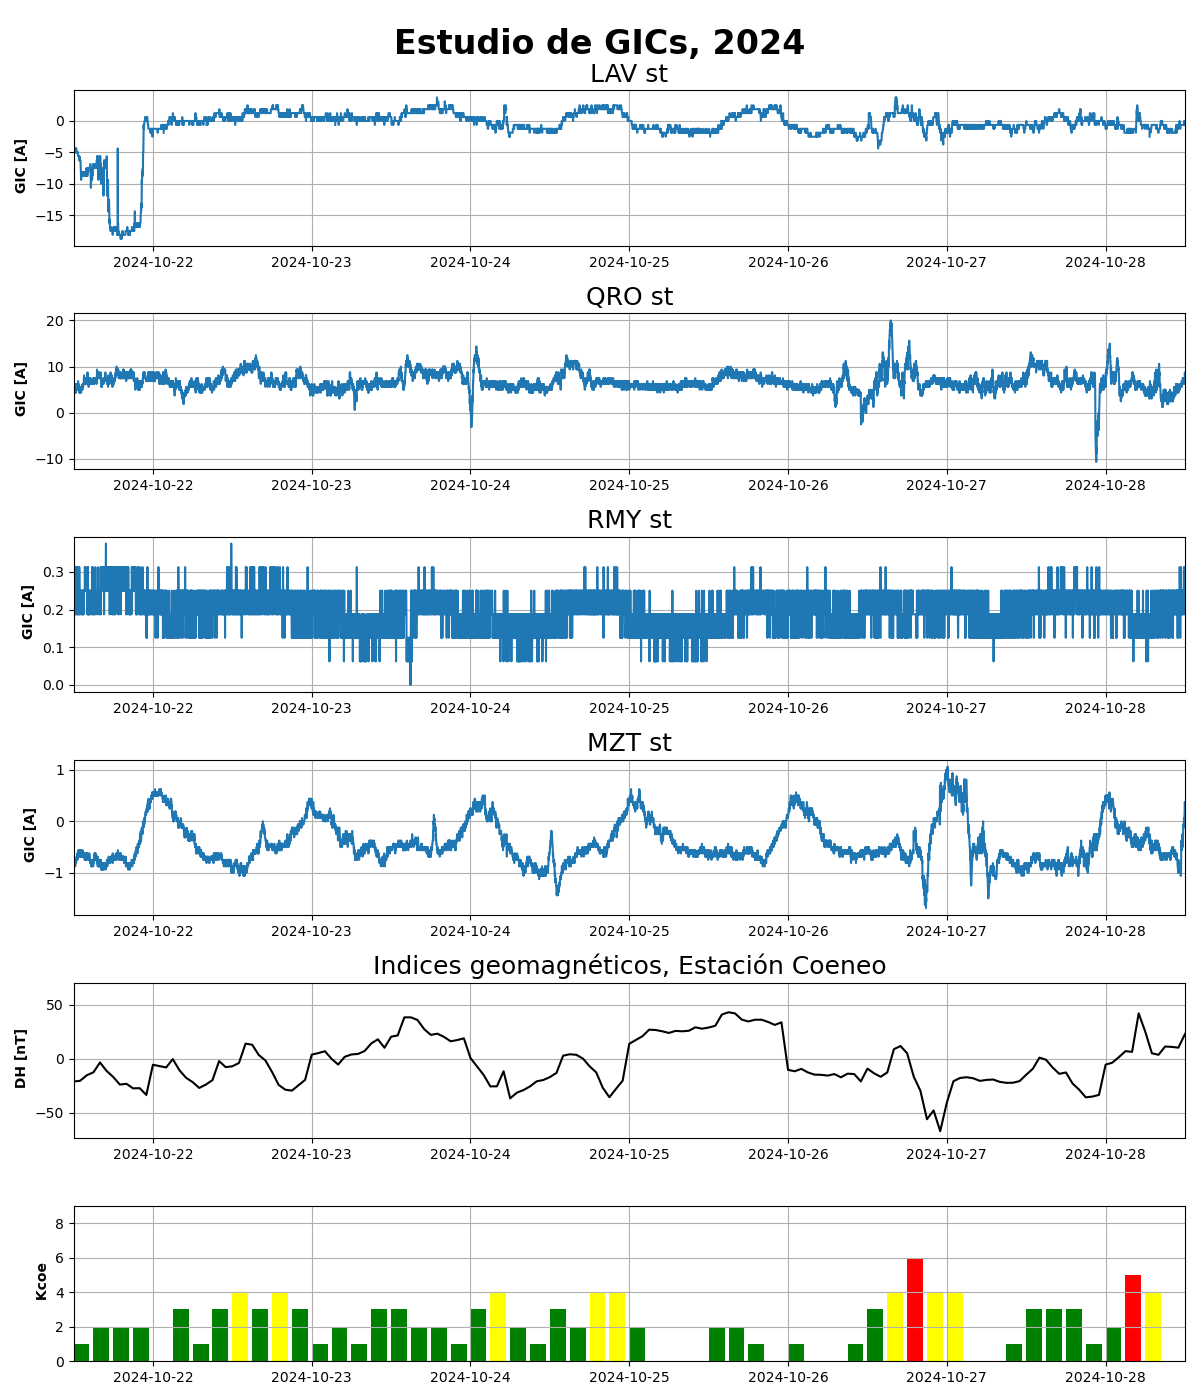 Estudio de GICs, 2024
LAV st
GIC [A]
0
−5
−10
−15
2024-10-22 2024-10-23 2024-10-24 2024-10-25 2024-10-26 2024-10-27 2024-10-28
QRO st
GIC [A]
20
10
0
−10
2024-10-22 2024-10-23 2024-10-24 2024-10-25 2024-10-26 2024-10-27 2024-10-28
RMY st
GIC [A]
0.3
0.2
0.1
0.0
2024-10-22 2024-10-23 2024-10-24 2024-10-25 2024-10-26 2024-10-27 2024-10-28
MZT st
GIC [A]
1
0
−1
2024-10-22 2024-10-23 2024-10-24 2024-10-25 2024-10-26 2024-10-27 2024-10-28
Indices geomagnéticos, Estación Coeneo
DH [nT]
50
0
−50
2024-10-22 2024-10-23 2024-10-24 2024-10-25 2024-10-26 2024-10-27 2024-10-28
Kcoe
8
6
4
2
0
2024-10-22 2024-10-23 2024-10-24 2024-10-25 2024-10-26 2024-10-27 2024-10-28